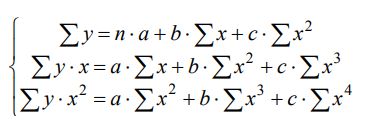 ∑y=n·a+b·∑x+c·∑x²
∑y·x=a·∑x+b·∑x²+c·∑x³
∑y·x²=a·∑x²+b·∑x³+c·∑x⁴